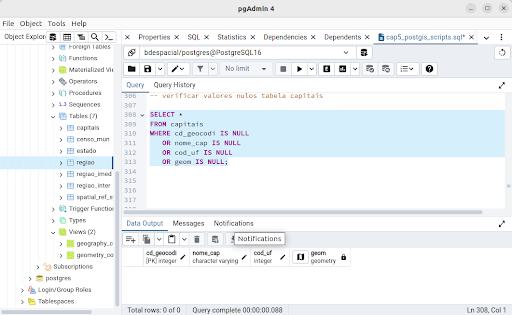 pgAdmin 4
File Object Tools Help
Object Explorer
Foreign Tables
Functions
Materialized Vie
Operators
Procedures
Sequences
Tables (7)
capitais
censo_mun
estado
regiao
regiao_imed
regiao_inter
spatial_ref_s
Trigger Function
Types
Views (2)
geography_c
geometry_co
Subscriptions
postgres
Login/Group Roles
Tablespaces
Properties SQL Statistics Dependencies Dependents cap5_postgis_scripts.sql*
bdespacial/postgres@PostgreSQL16
No limit
Query Query History
306 -- verificar valores nulos tabela capitais
307
308 SELECT *
309 FROM capitais
310 WHERE cd_geocodi IS NULL
311 OR nome_cap IS NULL
312 OR cod_uf IS NULL
313 OR geom IS NULL;
314
315
316
317
Data Output Messages Notifications
Notifications
cd_geocodi nome_cap cod_uf geom
[PK] integer character varying integer geometry
Total rows: 0 of 0 Query complete 00:00:00.088 Ln 308, Col 1